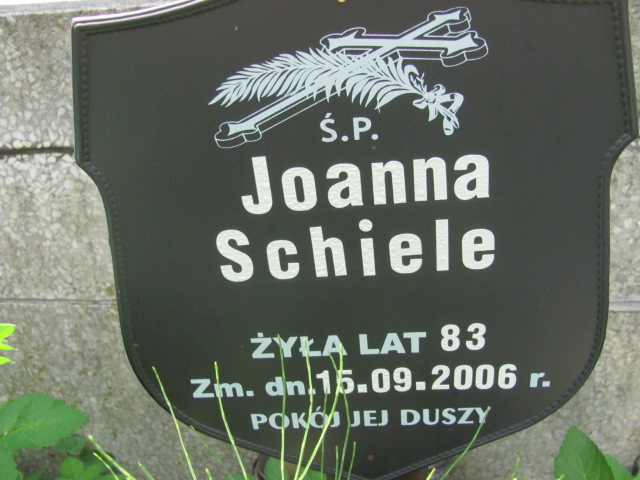 Ś.P.
Joanna
Schiele
ŻYŁA LAT 83
Zm. dn. 15.09.2006 r.
POKÓJ JEJ DUSZY